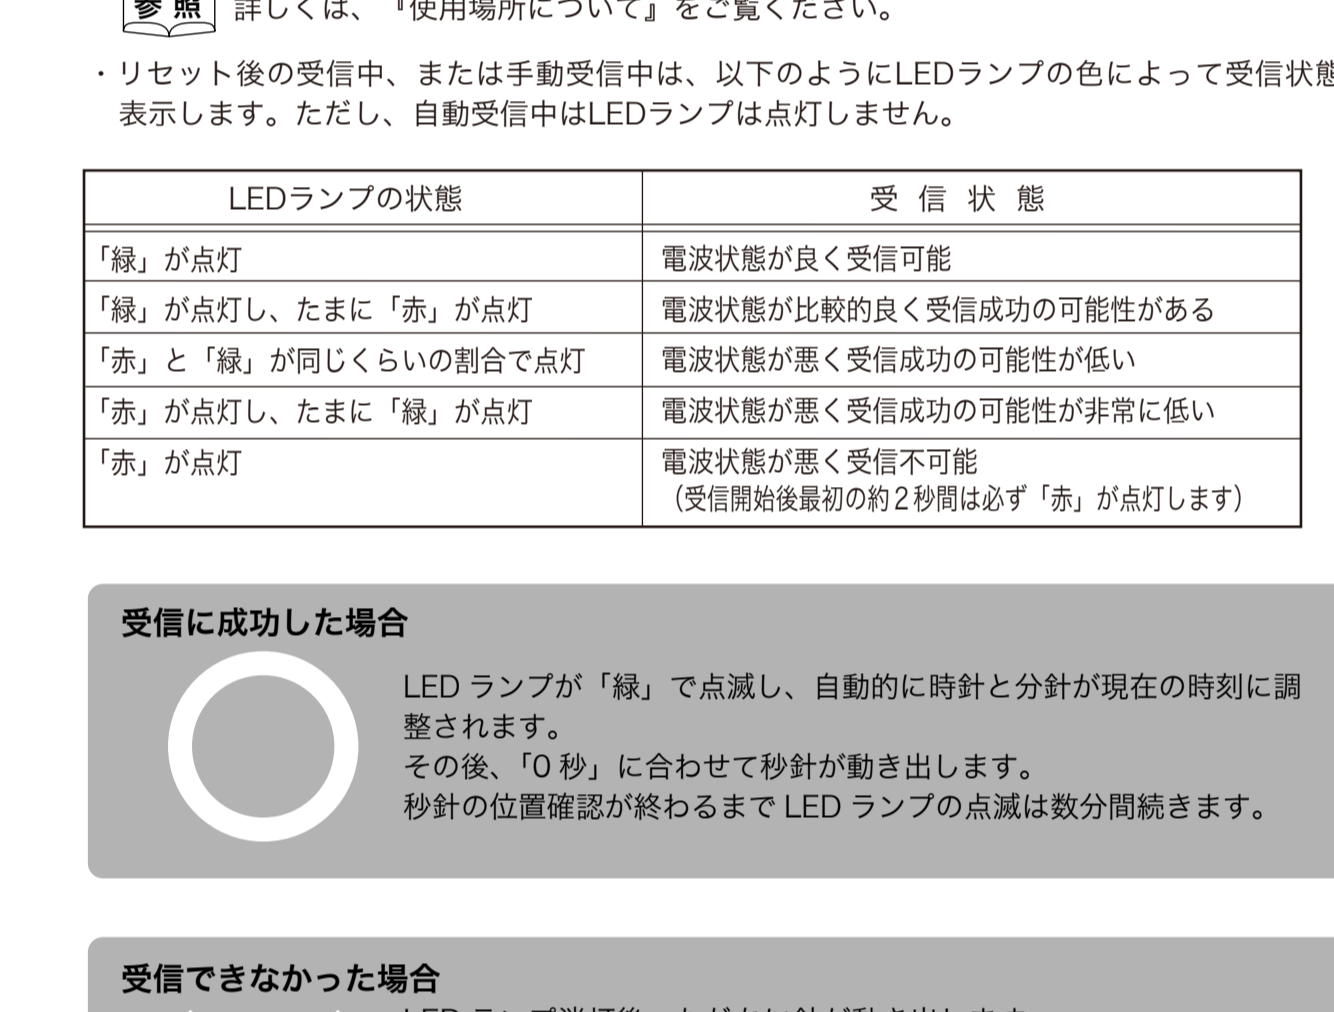 参照 詳しくは、『使用場所について』をご覧ください。
・リセット後の受信中、または手動受信中は、以下のようにLEDランプの色によって受信状態
表示します。ただし、自動受信中はLEDランプは点灯しません。
LEDランプの状態 受信状態
「緑」が点灯 電波状態が良く受信可能
「緑」が点灯し、たまに「赤」が点灯 電波状態が比較的良く受信成功の可能性がある
「赤」と「緑」が同じくらいの割合で点灯 電波状態が悪く受信成功の可能性が低い
「赤」が点灯し、たまに「緑」が点灯 電波状態が悪く受信成功の可能性が非常に低い
「赤」が点灯 電波状態が悪く受信不可能
（受信開始後最初の約２秒間は必ず「赤」が点灯します）
受信に成功した場合
LED ランプが「緑」で点滅し、自動的に時針と分針が現在の時刻に調
整されます。
その後、「0 秒」に合わせて秒針が動き出します。
秒針の位置確認が終わるまで LED ランプの点滅は数分間続きます。
受信できなかった場合